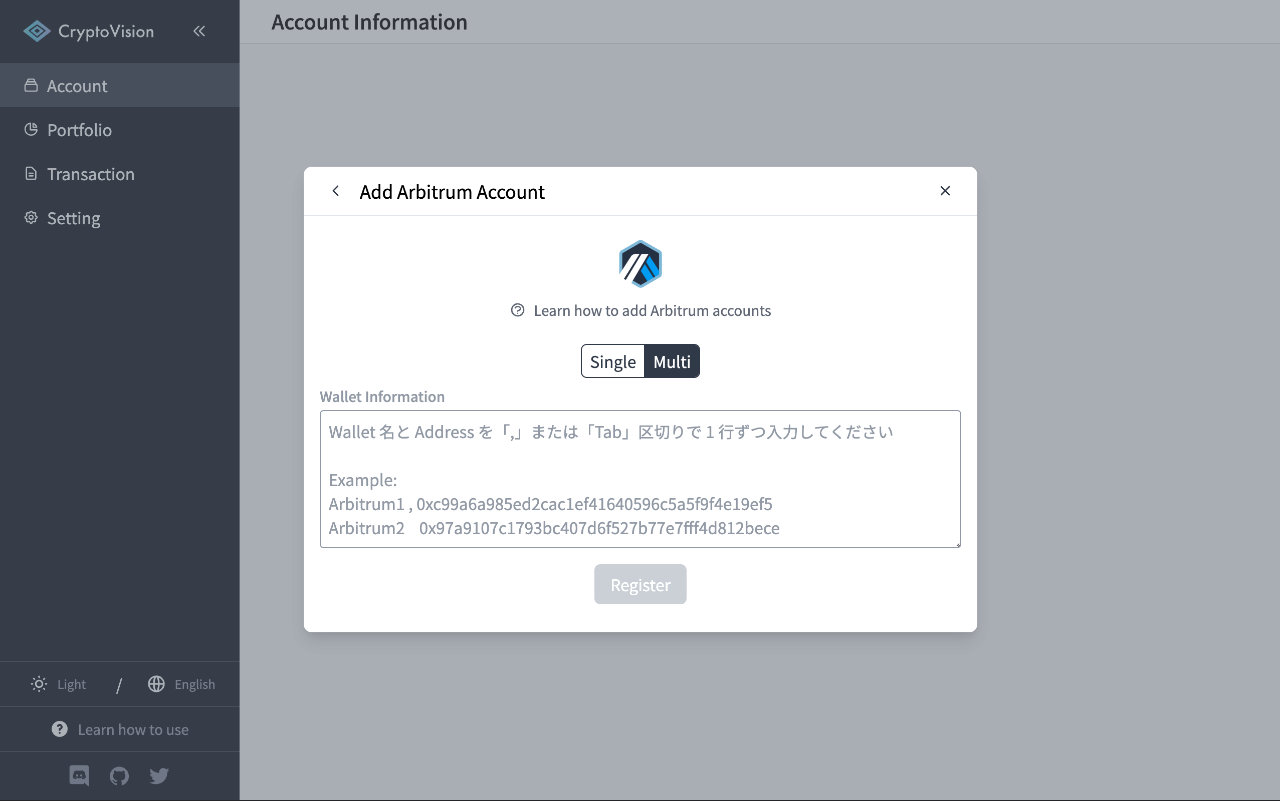 CryptoVision
Account Information
Account
Portfolio
Transaction
Setting
Add Arbitrum Account
Learn how to add Arbitrum accounts
Single Multi
Wallet Information
Wallet 名と Address を「,」または「Tab」区切りで 1 行ずつ入力してください
Example:
Arbitrum1 , 0xc99a6a985ed2cac1ef41640596c5a5f9f4e19ef5
Arbitrum2 0x97a9107c1793bc407d6f527b77e7fff4d812bece
Register
Light / English
Learn how to use